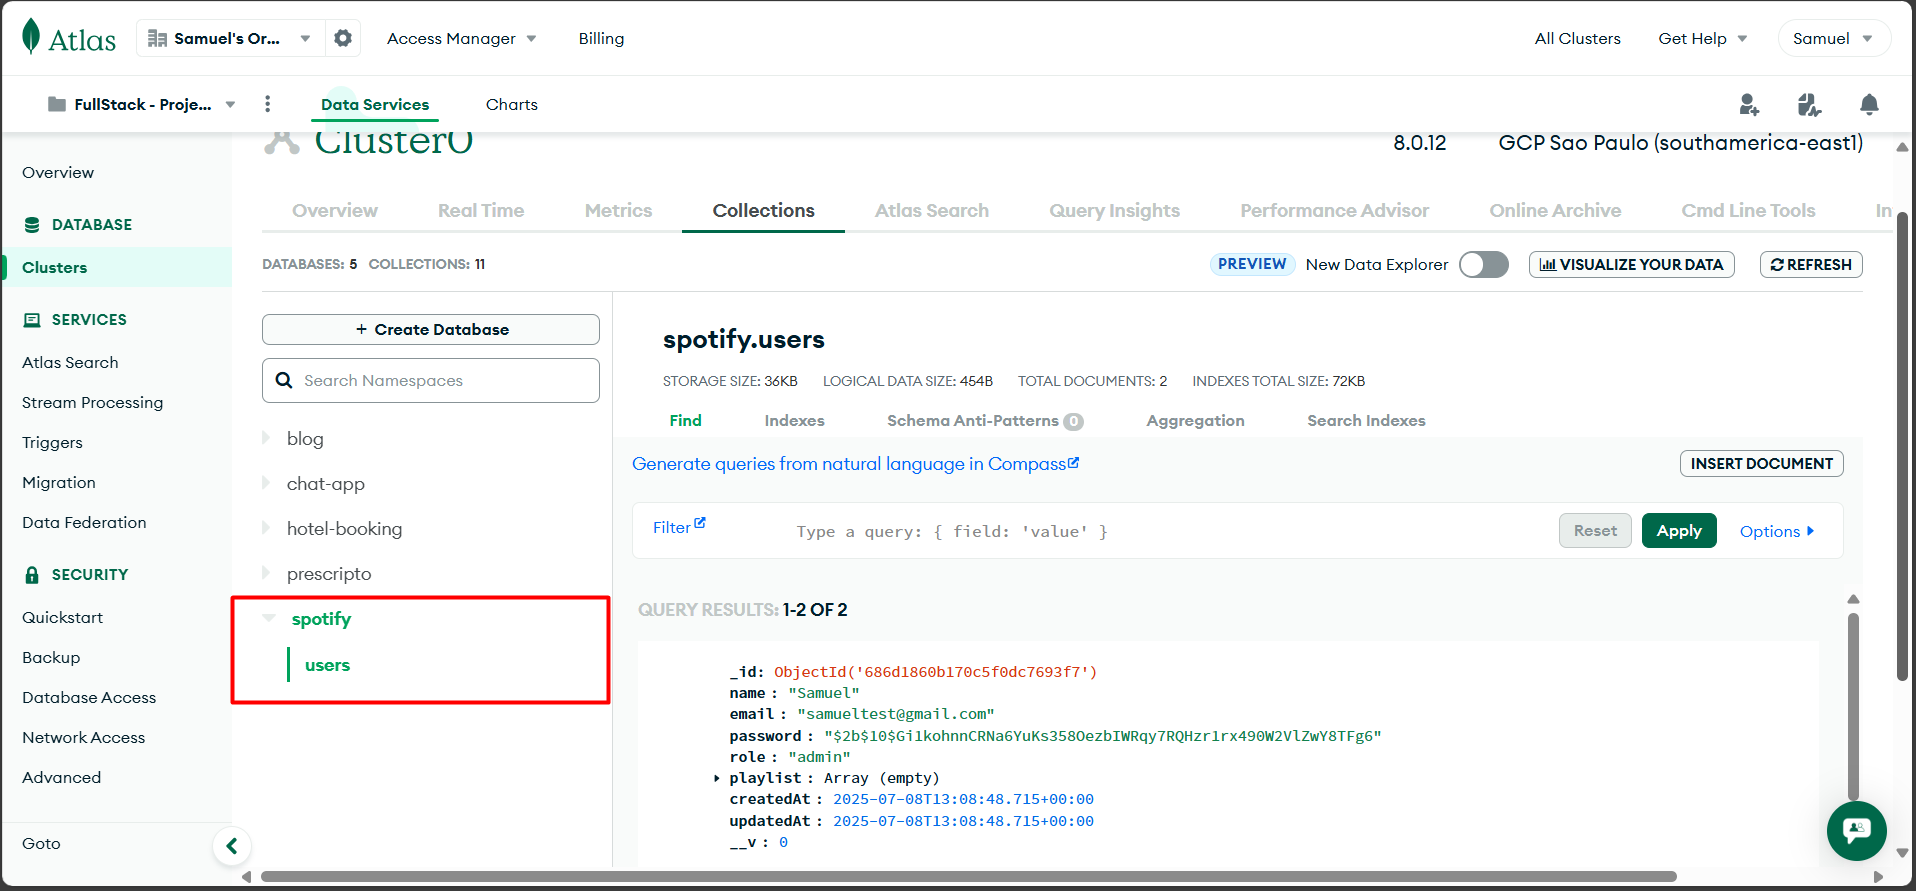 Atlas
Samuel's Or...
Access Manager
Billing
All Clusters
Get Help
Samuel
FullStack - Proje...
Data Services
Charts
Overview
DATABASE
Clusters
SERVICES
Atlas Search
Stream Processing
Triggers
Migration
Data Federation
SECURITY
Quickstart
Backup
Database Access
Network Access
Advanced
Goto
Cluster0
8.0.12
GCP Sao Paulo (southamerica-east1)
Overview
Real Time
Metrics
Collections
Atlas Search
Query Insights
Performance Advisor
Online Archive
Cmd Line Tools
In
DATABASES: 5 COLLECTIONS: 11
PREVIEW
New Data Explorer
VISUALIZE YOUR DATA
REFRESH
+ Create Database
Search Namespaces
blog
chat-app
hotel-booking
prescripto
spotify
users
spotify.users
STORAGE SIZE: 36KB LOGICAL DATA SIZE: 454B TOTAL DOCUMENTS: 2 INDEXES TOTAL SIZE: 72KB
Find
Indexes
Schema Anti-Patterns 0
Aggregation
Search Indexes
Generate queries from natural language in Compass
INSERT DOCUMENT
Filter
Type a query: { field: 'value' }
Reset
Apply
Options
QUERY RESULTS: 1-2 OF 2
_id: ObjectId('686d1860b170c5f0dc7693f7')
name : "Samuel"
email : "samueltest@gmail.com"
password : "$2b$10$Gi1kohnnCRNa6YuKs358OezbIWRqy7RQHzr1rx490W2VlZwY8TFg6"
role : "admin"
playlist : Array (empty)
createdAt : 2025-07-08T13:08:48.715+00:00
updatedAt : 2025-07-08T13:08:48.715+00:00
__v : 0